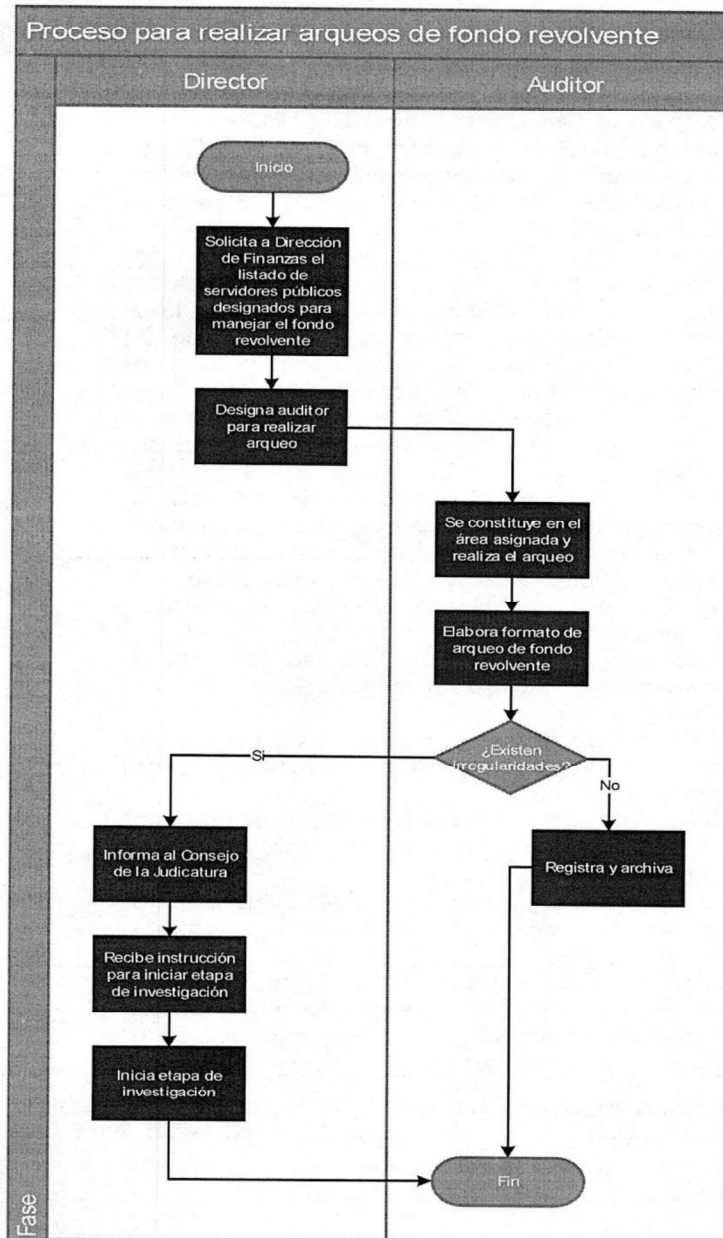 Proceso para realizar arqueos de fondo revolvente
Director
Auditor
Inicio
Solicita a Dirección
de Finanzas el
listado de
servidores públicos
designados para
manejar el fondo
revolvente
Designa auditor
para realizar
arqueo
Se constituye en el
área asignada y
realiza el arqueo
Elabora formato de
arqueo de fondo
revolvente
¿Existen
irregularidades?
Si
No
Informa al Consejo
de la Judicatura
Registra y archiva
Recibe instrucción
para iniciar etapa
de investigación
Inicia etapa de
investigación
Fin
Fase